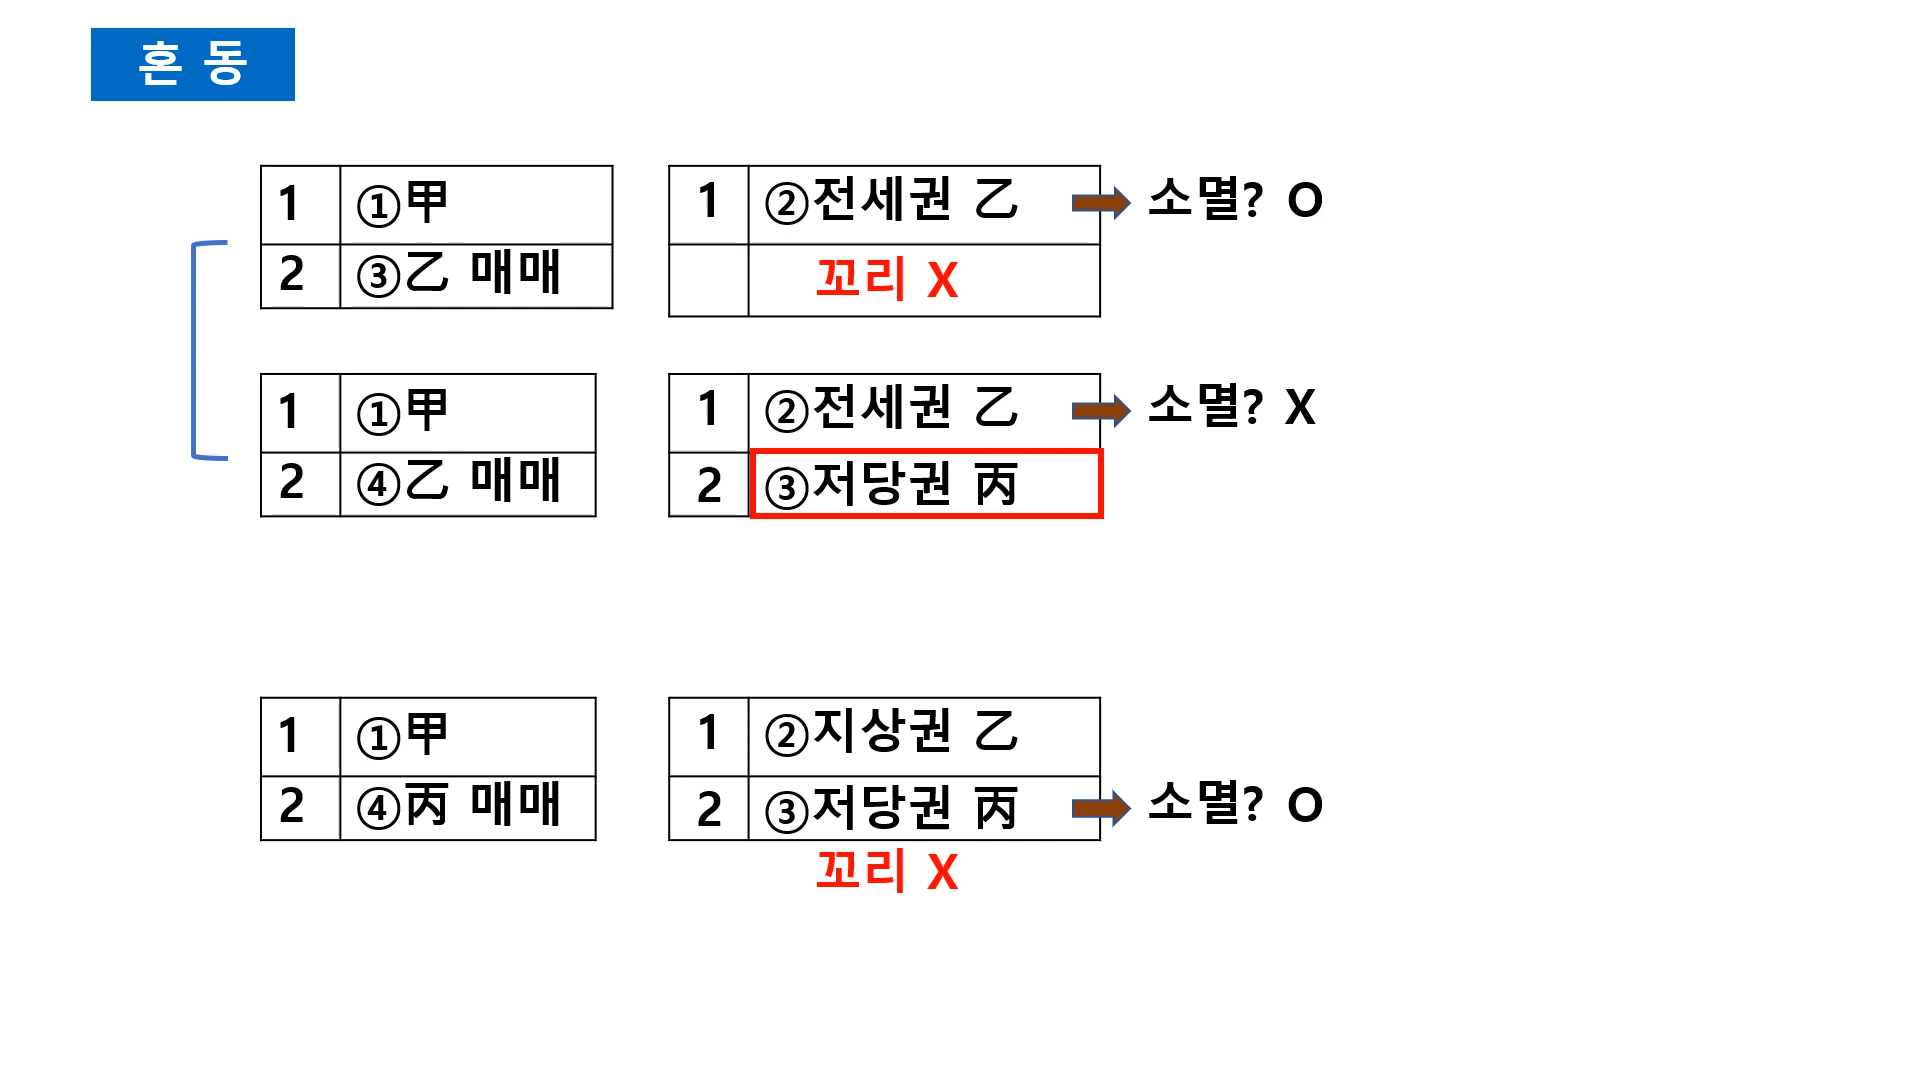 혼 동
1 ①甲 1 ②전세권 乙 소멸? O
2 ③乙 매매 꼬리 X
1 ①甲 1 ②전세권 乙 소멸? X
2 ④乙 매매 2 ③저당권 丙
1 ①甲 1 ②지상권 乙
2 ④丙 매매 2 ③저당권 丙 소멸? O
꼬리 X